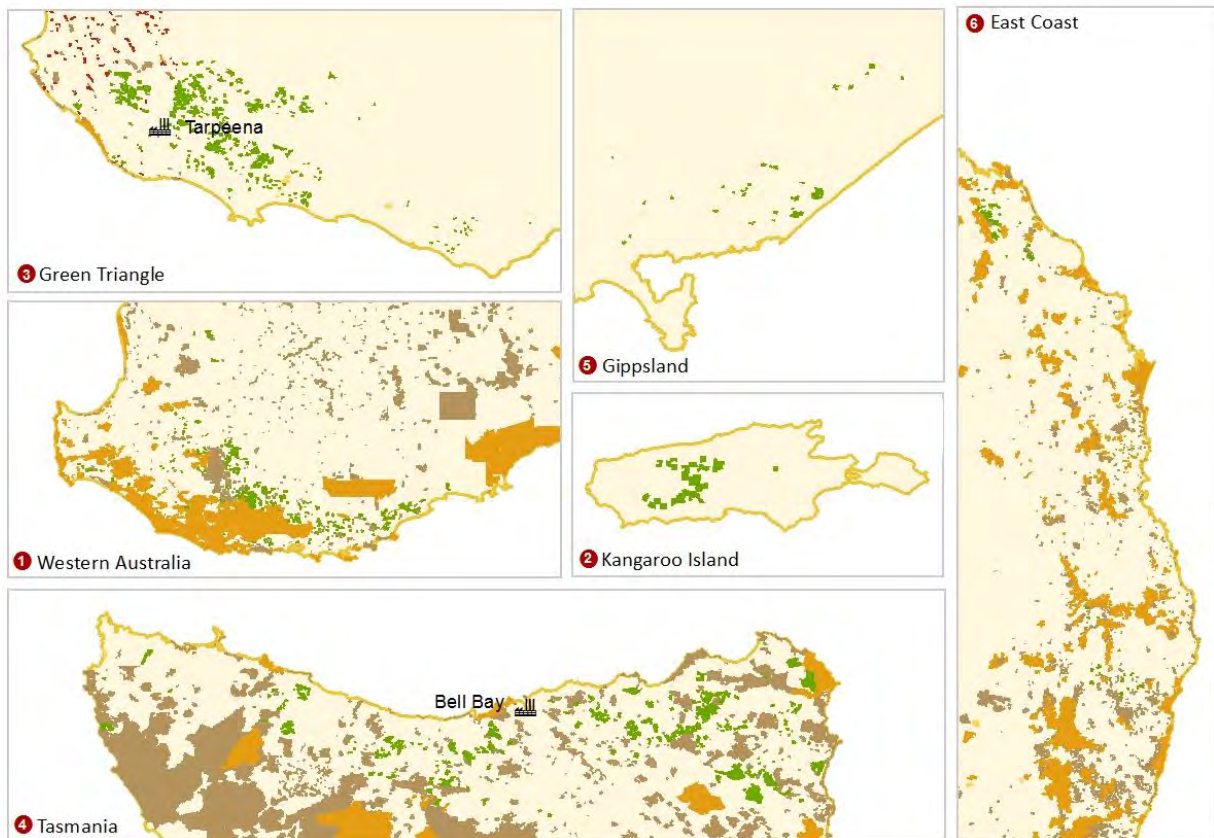 Tarpeena
3 Green Triangle
5 Gippsland
6 East Coast
1 Western Australia
2 Kangaroo Island
Bell Bay
4 Tasmania